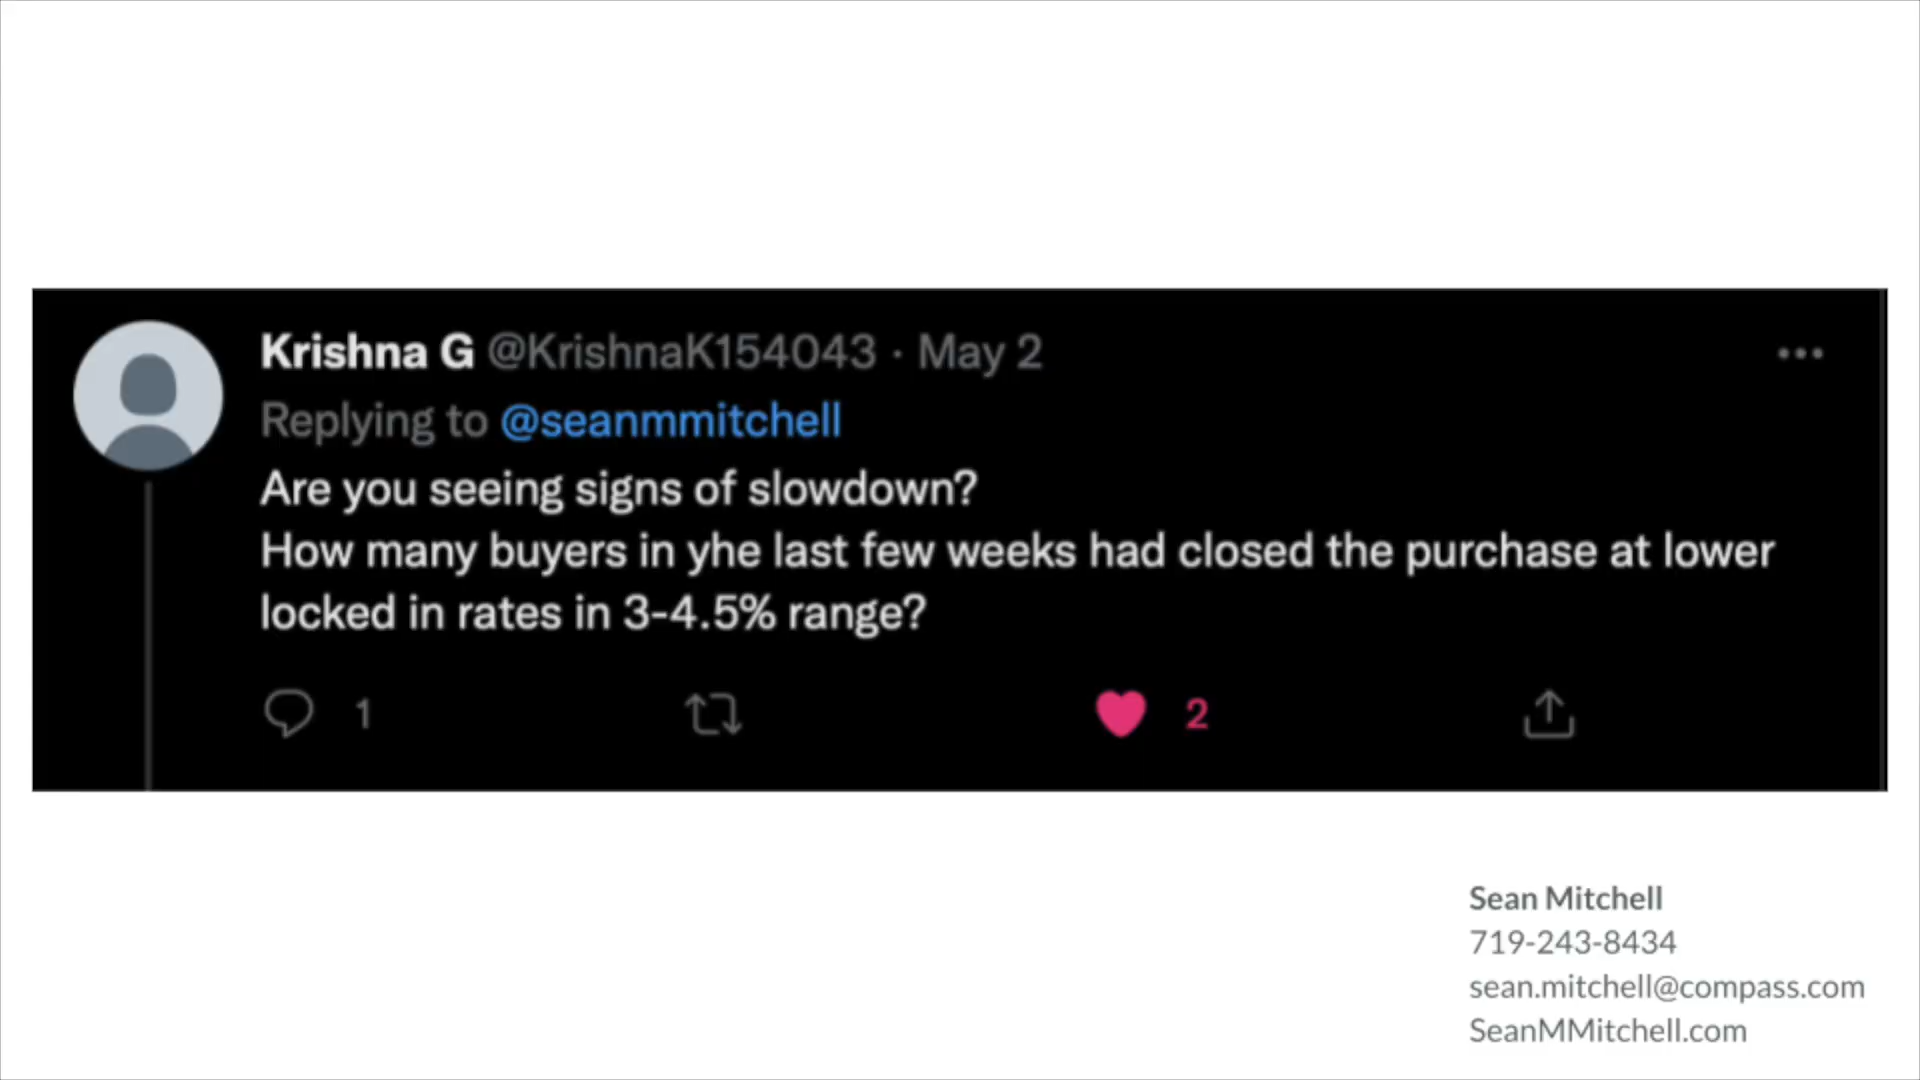 Krishna G @KrishnaK154043 · May 2
Replying to @seanmmitchell
Are you seeing signs of slowdown?
How many buyers in yhe last few weeks had closed the purchase at lower
locked in rates in 3-4.5% range?
1
2
Sean Mitchell
719-243-8434
sean.mitchell@compass.com
SeanMMitchell.com